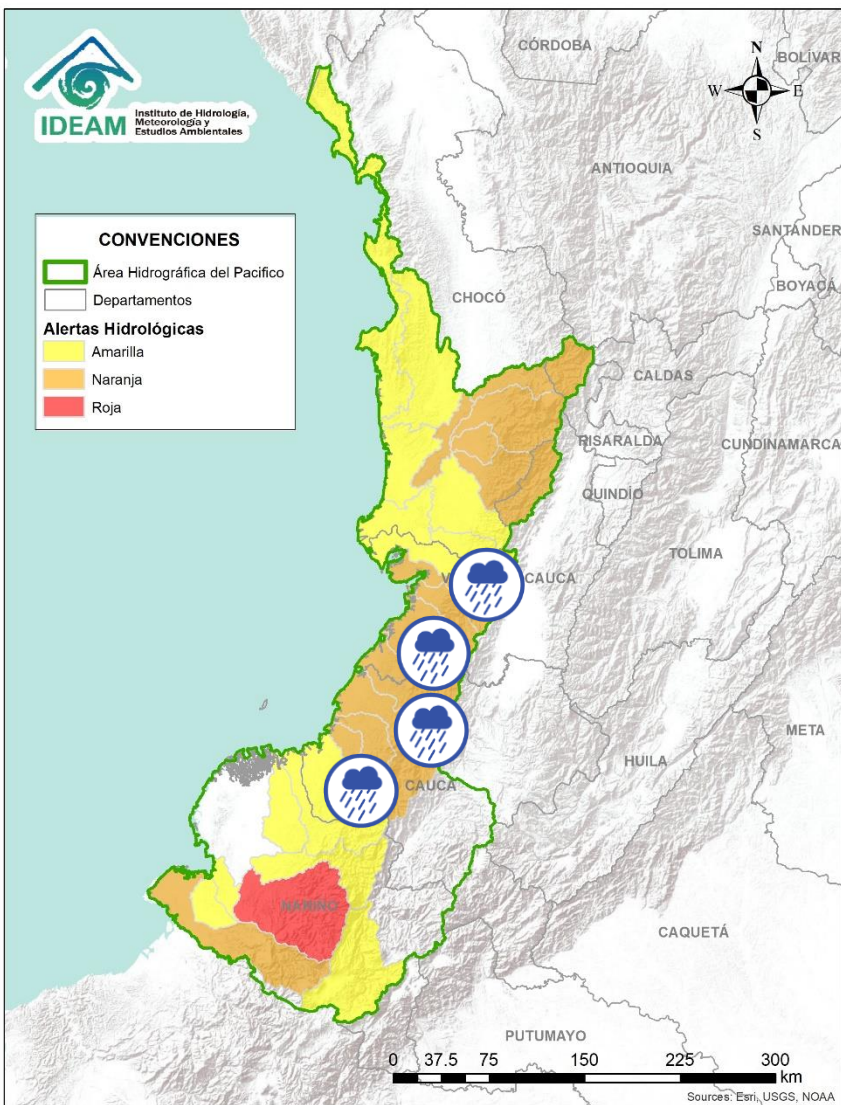 IDEAM
Instituto de Hidrología,
Meteorología y
Estudios Ambientales
N
W
E
S
CÓRDOBA
BOLÍVAR
ANTIOQUIA
SANTANDER
BOYACÁ
CHOCÓ
CALDAS
RISARALDA
CUNDINAMARCA
QUINDÍO
TOLIMA
CAUCA
META
HUILA
CAUCA
NARIÑO
CAQUETÁ
PUTUMAYO
CONVENCIONES
Área Hidrográfica del Pacifico
Departamentos
Alertas Hidrológicas
Amarilla
Naranja
Roja
0 37.5 75 150 225 300
km
Sources: Esri, USGS, NOAA